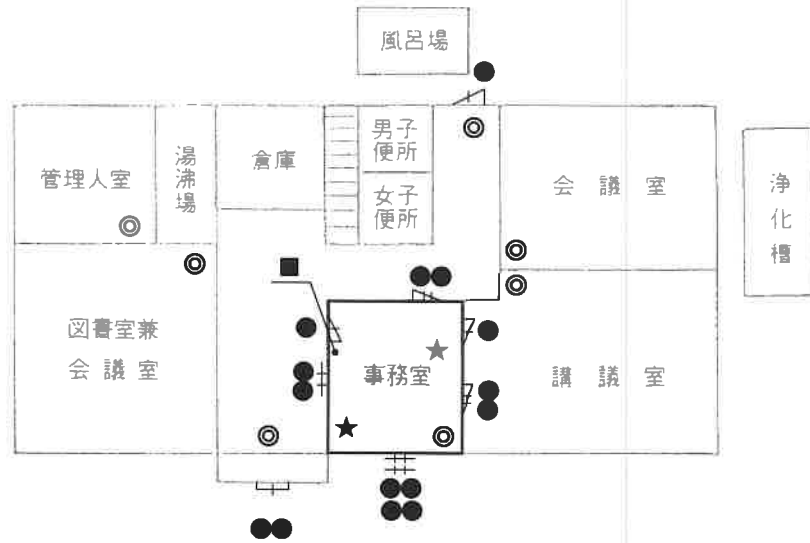 風呂場
管理人室
湯沸場
倉庫
男子
便所
女子
便所
会議室
浄化槽
図書室兼
会議室
事務室
講議室